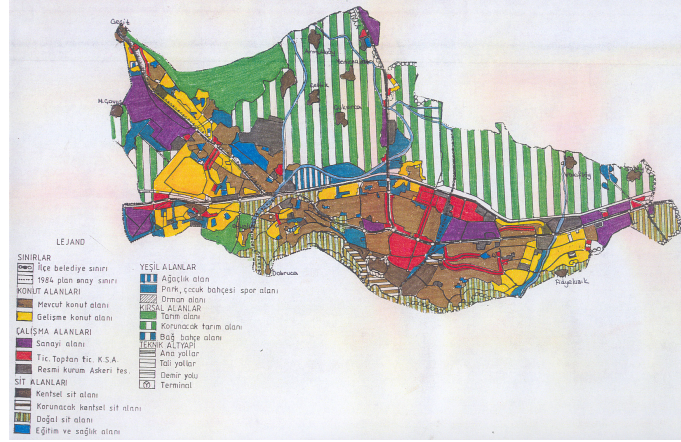 Geçit
Dobruca
LEJAND
SINIRLAR
İlçe belediye sınırı
1984 plan onay sınırı
KONUT ALANLARI
Mevcut konut alanı
Gelişme konut alanı
ÇALIŞMA ALANLARI
Sanayi alanı
Tic. Toptan tic. K.S.A.
Resmi kurum Askeri tes.
SİT ALANLARI
Kentsel sit alanı
Korunacak kentsel sit alanı
Doğal sit alanı
Eğitim ve sağlık alanı
YEŞİL ALANLAR
Ağaçlık alan
Park, çocuk bahçesi spor alanı
Orman alanı
KIRSAL ALANLAR
Tarım alanı
Korunacak tarım alanı
Bağ bahçe alanı
TEKNİK ALTYAPI
Ana yollar
Tali yollar
Demir yolu
Terminal